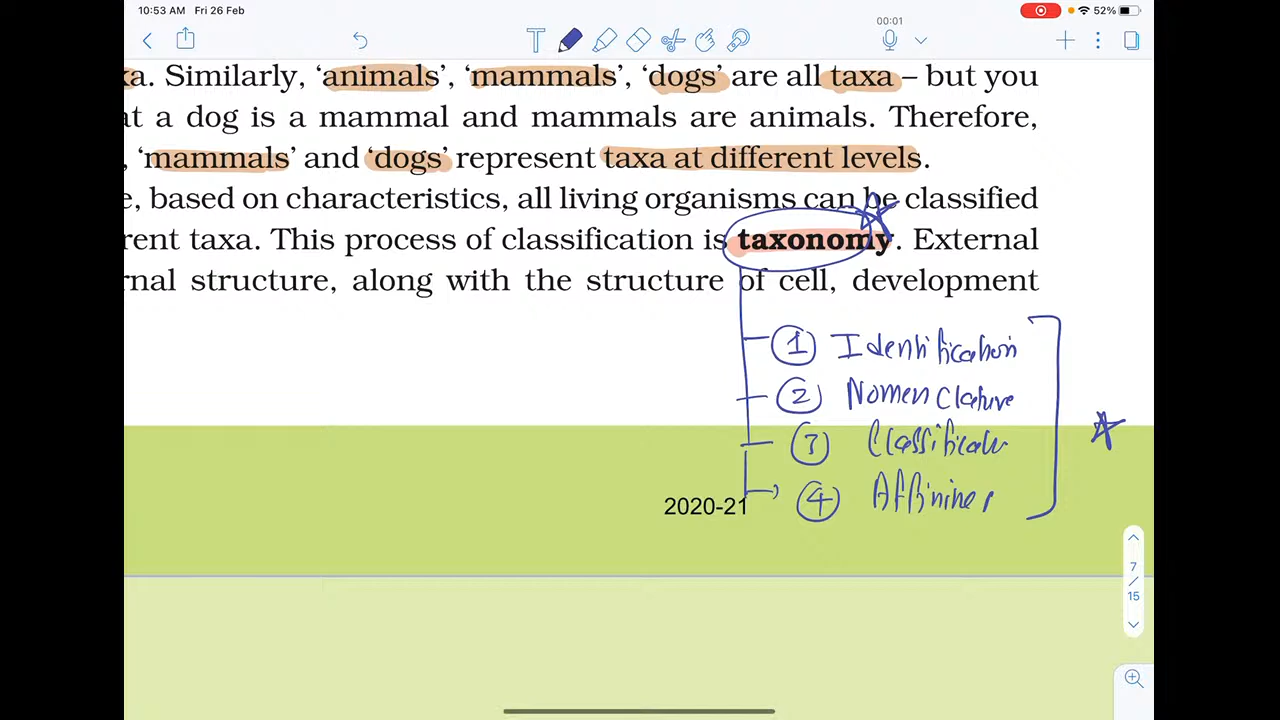 10:53 AM Fri 26 Feb
52%
00:01
T
xa. Similarly, ‘animals’, ‘mammals’, ‘dogs’ are all taxa – but you
at a dog is a mammal and mammals are animals. Therefore,
, ‘mammals’ and ‘dogs’ represent taxa at different levels.
e, based on characteristics, all living organisms can be classified
rent taxa. This process of classification is taxonomy. External
rnal structure, along with the structure of cell, development
1 Identification
2 Nomenclature
3
4
2020-21
7
/
15